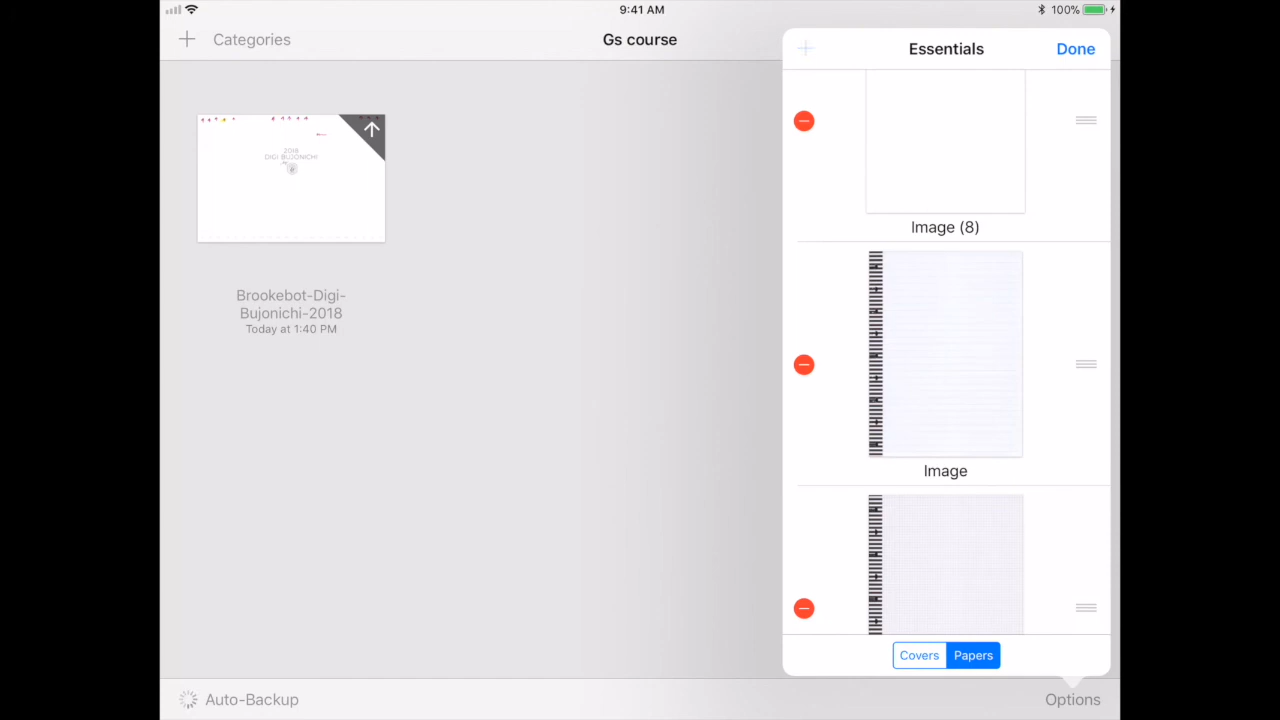 9:41 AM
100%
Categories
Gs course
Essentials
Done
2018
DIGI BUJONICHI
Brookebot-Digi-
Bujonichi-2018
Today at 1:40 PM
Image (8)
Image
Covers
Papers
Auto-Backup
Options